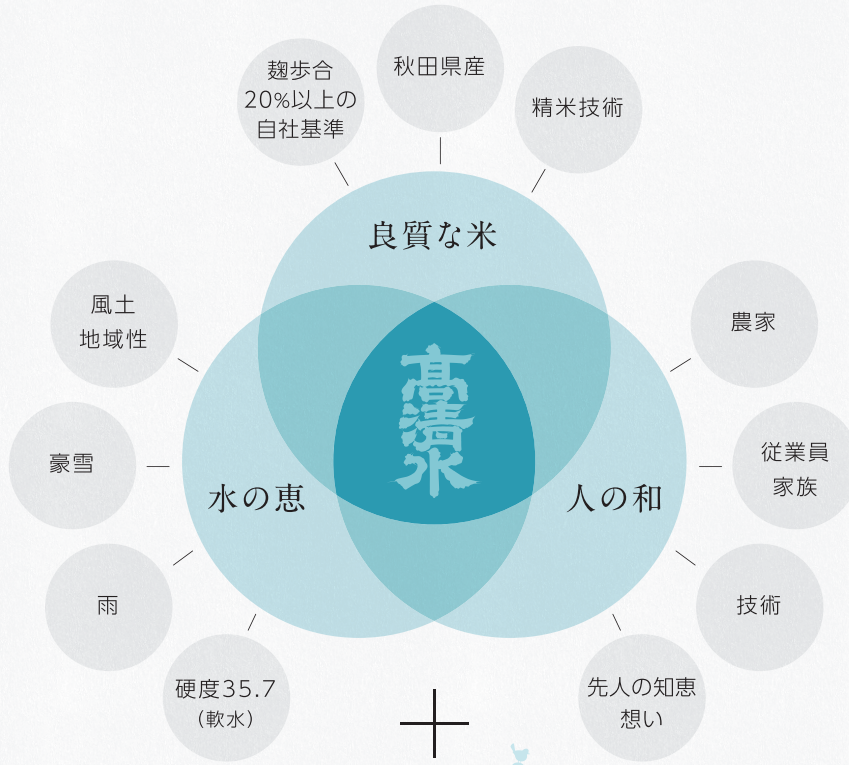 麹歩合
20%以上の
自社基準
秋田県産
精米技術
良質な米
風土
地域性
農家
髙清水
豪雪
従業員
家族
水の恵
人の和
雨
技術
硬度35.7
（軟水）
先人の知恵
想い